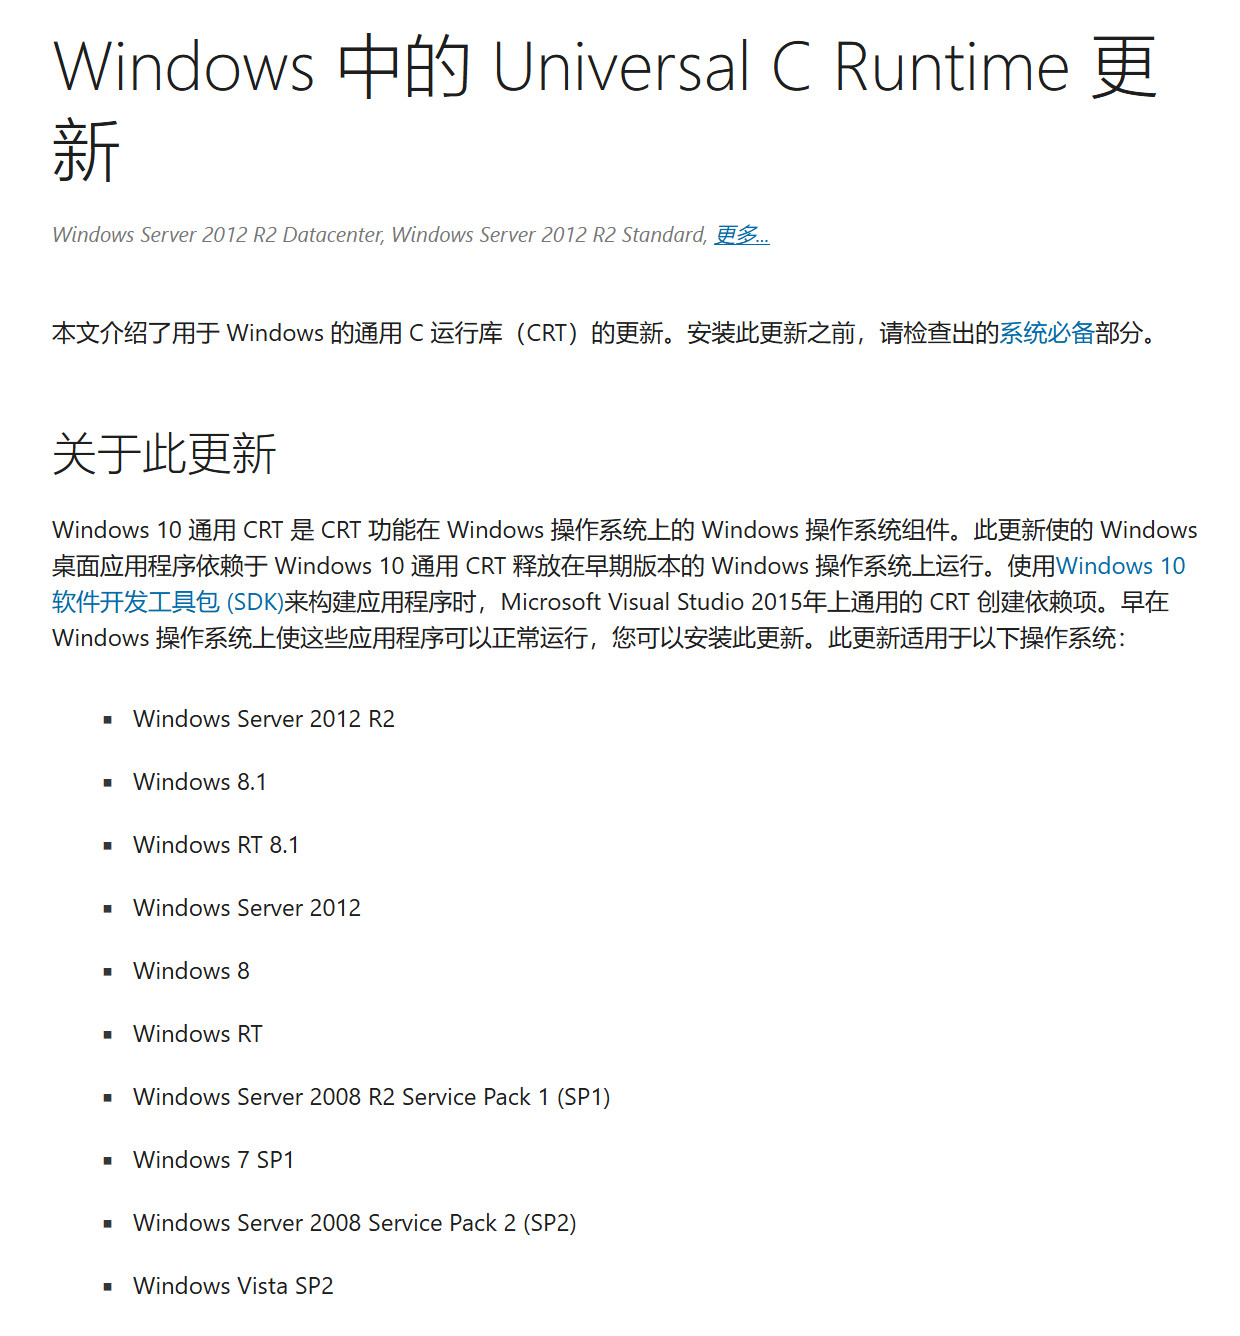 Windows 中的 Universal C Runtime 更
新
Windows Server 2012 R2 Datacenter, Windows Server 2012 R2 Standard, 更多...
本文介绍了用于 Windows 的通用 C 运行库（CRT）的更新。安装此更新之前，请检查出的系统必备部分。
关于此更新
Windows 10 通用 CRT 是 CRT 功能在 Windows 操作系统上的 Windows 操作系统组件。此更新使的 Windows
桌面应用程序依赖于 Windows 10 通用 CRT 释放在早期版本的 Windows 操作系统上运行。使用Windows 10
软件开发工具包 (SDK)来构建应用程序时，Microsoft Visual Studio 2015年上通用的 CRT 创建依赖项。早在
Windows 操作系统上使这些应用程序可以正常运行，您可以安装此更新。此更新适用于以下操作系统：
▪ Windows Server 2012 R2
▪ Windows 8.1
▪ Windows RT 8.1
▪ Windows Server 2012
▪ Windows 8
▪ Windows RT
▪ Windows Server 2008 R2 Service Pack 1 (SP1)
▪ Windows 7 SP1
▪ Windows Server 2008 Service Pack 2 (SP2)
▪ Windows Vista SP2